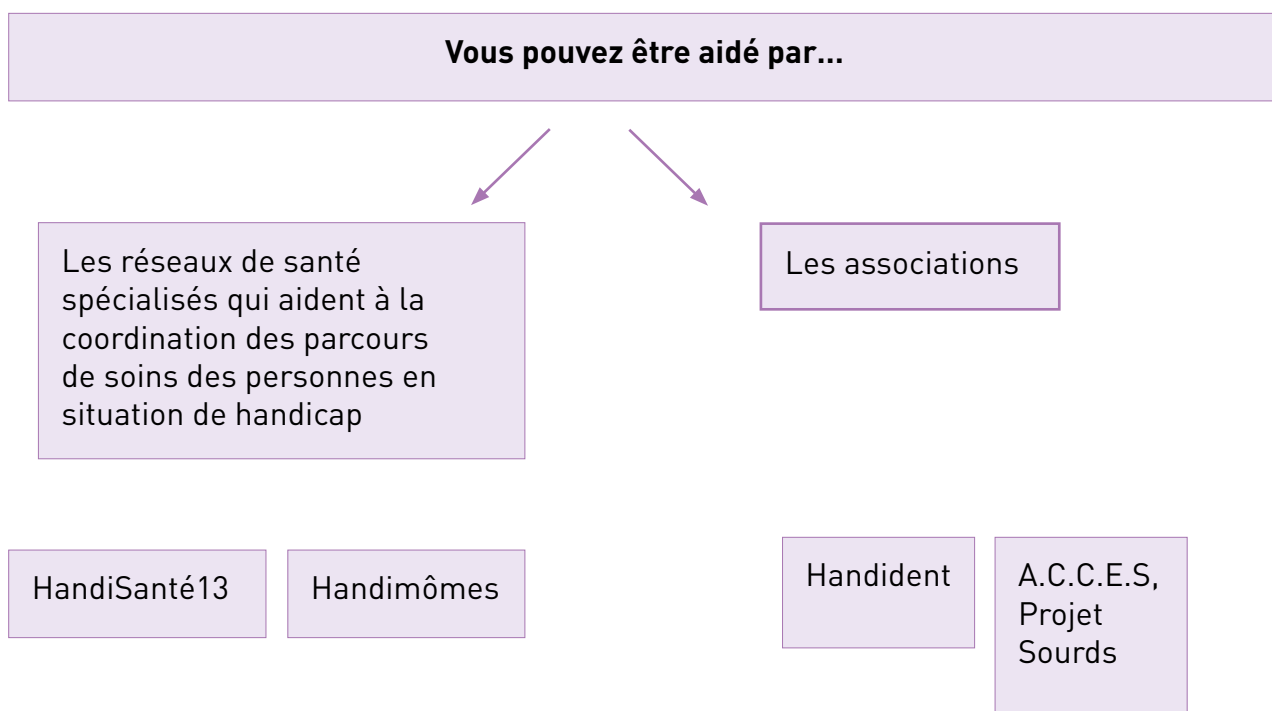 Vous pouvez être aidé par...
Les réseaux de santé
spécialisés qui aident à la
coordination des parcours
de soins des personnes en
situation de handicap
Les associations
HandiSanté13
Handimômes
Handident
A.C.C.E.S,
Projet
Sourds